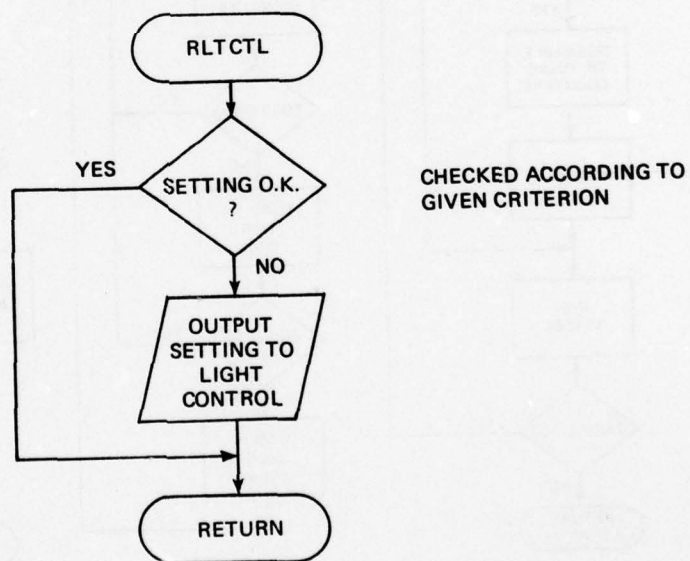 RLTCTL
YES
SETTING O.K.
?
CHECKED ACCORDING TO
GIVEN CRITERION
NO
OUTPUT
SETTING TO
LIGHT
CONTROL
RETURN